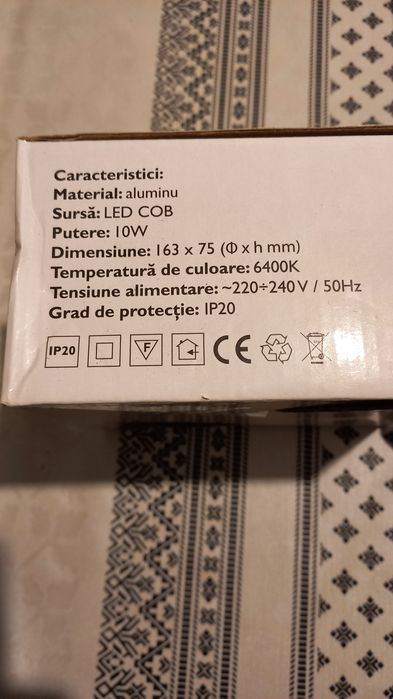 Caracteristici:
Material: aluminu
Sursă: LED COB
Putere: 10W
Dimensiune: 163 x 75 (Φ x h mm)
Temperatură de culoare: 6400K
Tensiune alimentare: ~220÷240V / 50Hz
Grad de protecție: IP20
IP20 F CE